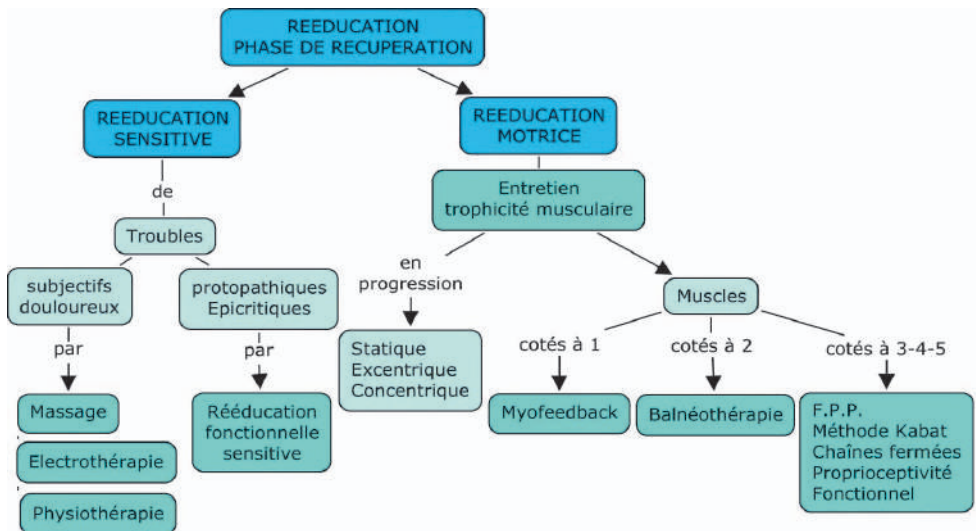 REEDUCATION
PHASE DE RECUPERATION
REEDUCATION
SENSITIVE
REEDUCATION
MOTRICE
de
Entretien
trophicité musculaire
Troubles
en
progression
subjectifs
douloureux
protopathiques
Epicritiques
Muscles
par
par
Statique
Excentrique
Concentrique
cotés à 1
cotés à 2
cotés à 3-4-5
Massage
Electrothérapie
Physiothérapie
Rééducation
fonctionnelle
sensitive
Myofeedback
Balnéothérapie
F.P.P.
Méthode Kabat
Chaînes fermées
Proprioceptivité
Fonctionnel